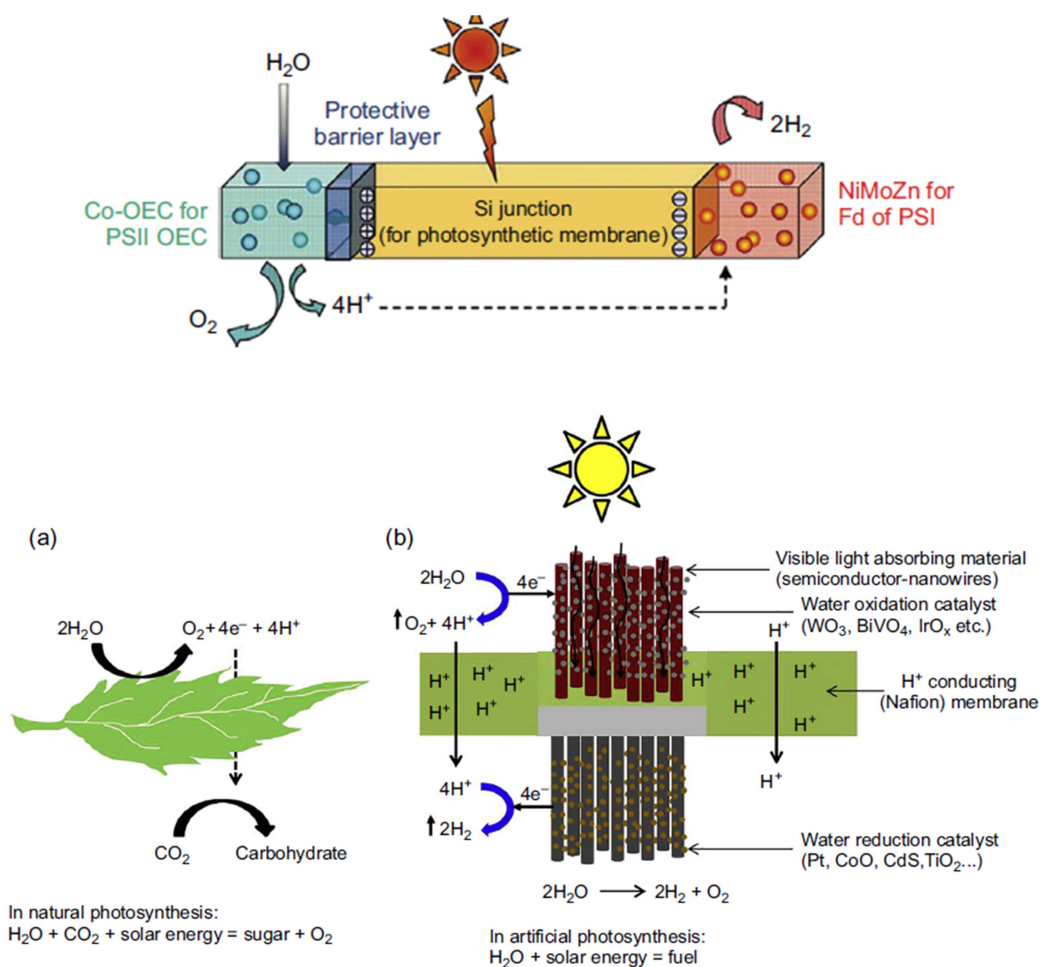 H₂O
Protective
barrier layer
2H₂
Co-OEC for
PSII OEC
Si junction
(for photosynthetic membrane)
NiMoZn for
Fd of PSI
O₂
4H⁺
(a)
2H₂O
O₂+ 4e⁻ + 4H⁺
CO₂
Carbohydrate
In natural photosynthesis:
H₂O + CO₂ + solar energy = sugar + O₂
(b)
2H₂O
4e⁻
O₂+ 4H⁺
Visible light absorbing material
(semiconductor-nanowires)
Water oxidation catalyst
(WO₃, BiVO₄, IrOₓ etc.)
H⁺
H⁺
H⁺
H⁺
H⁺
H⁺
H⁺
H⁺
H⁺
H⁺
H⁺
H⁺ conducting
(Nafion) membrane
H⁺
4H⁺
4e⁻
2H₂
Water reduction catalyst
(Pt, CoO, CdS,TiO₂...)
2H₂O ⟶ 2H₂ + O₂
In artificial photosynthesis:
H₂O + solar energy = fuel